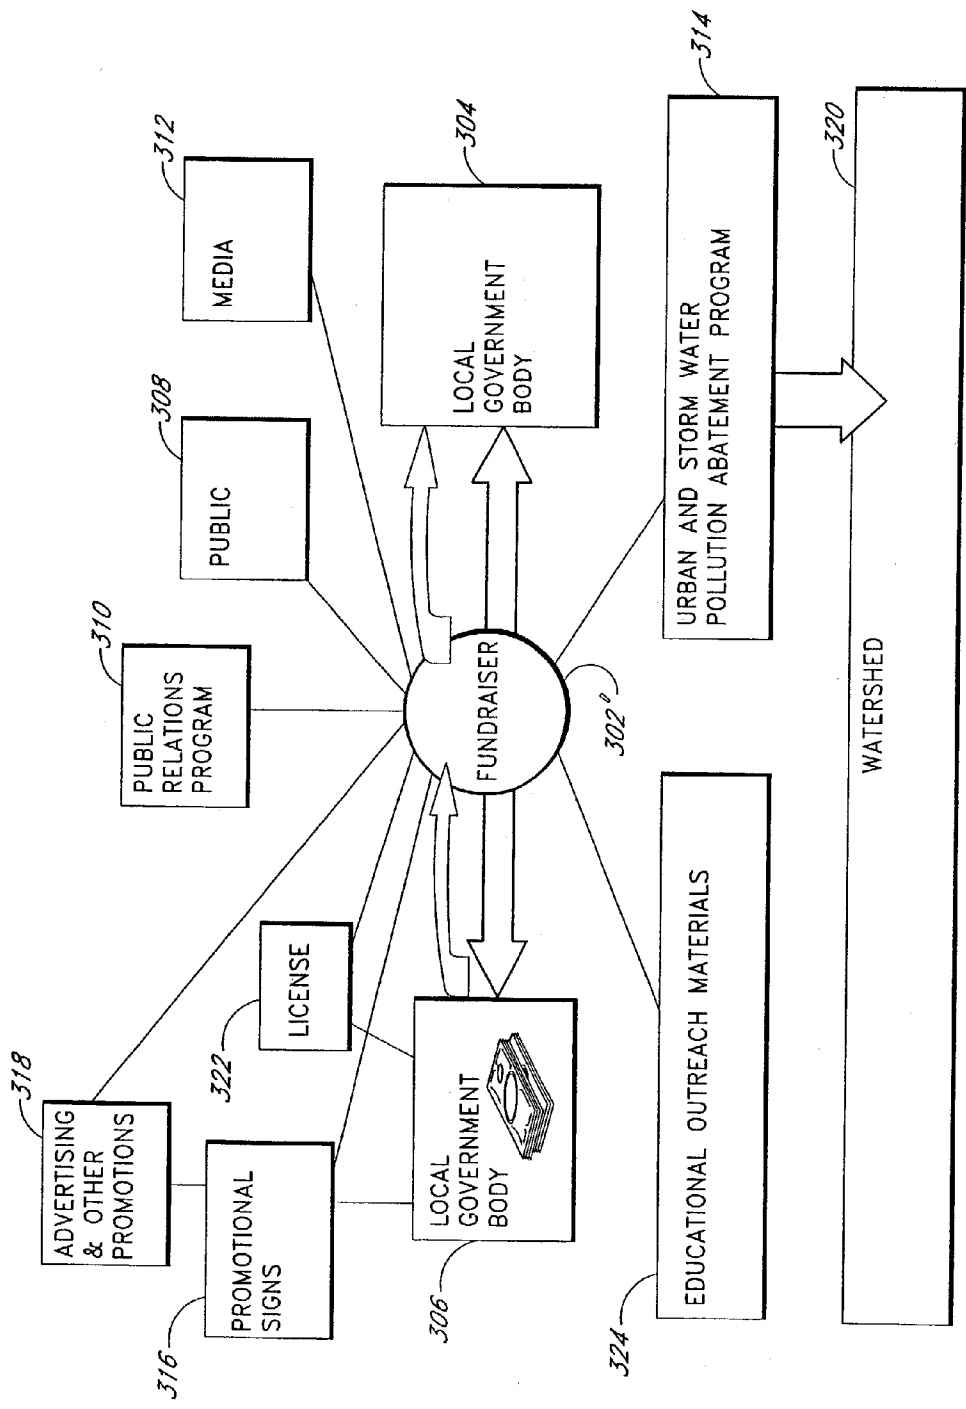 318
ADVERTISING
& OTHER
PROMOTIONS
316
PROMOTIONAL
SIGNS
322
LICENSE
310
PUBLIC
RELATIONS
PROGRAM
308
PUBLIC
312
MEDIA
306
LOCAL
GOVERNMENT
BODY
FUNDRAISER
302"
304
LOCAL
GOVERNMENT
BODY
324
EDUCATIONAL OUTREACH MATERIALS
314
URBAN AND STORM WATER
POLLUTION ABATEMENT PROGRAM
320
WATERSHED